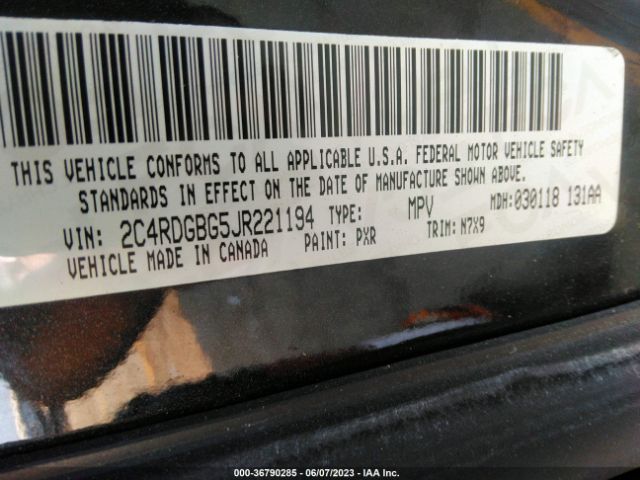 THIS VEHICLE CONFORMS TO ALL APPLICABLE U.S.A. FEDERAL MOTOR VEHICLE SAFETY
STANDARDS IN EFFECT ON THE DATE OF MANUFACTURE SHOWN ABOVE.
VIN: 2C4RDGBG5JR221194 TYPE: MPV MDH: 030118 131AA
VEHICLE MADE IN CANADA PAINT: PXR TRIM: N7X9
000-36790285 - 06/07/2023 - IAA Inc.